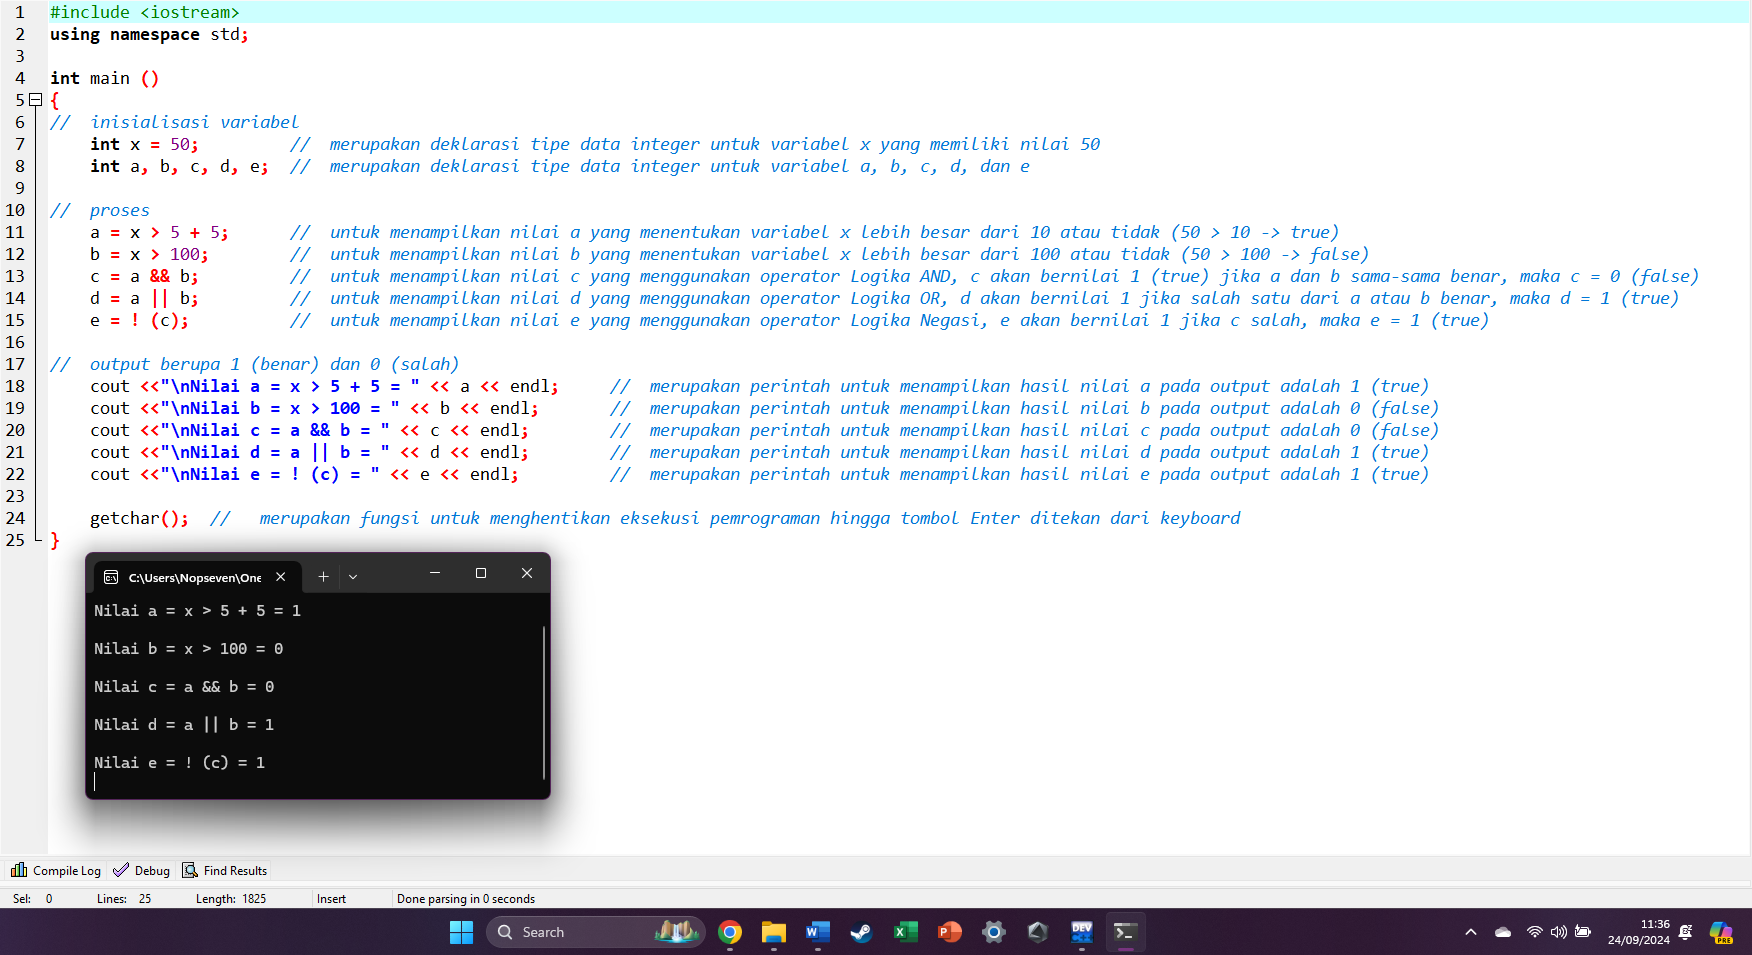 1 #include <iostream>
2 using namespace std;
3
4 int main ()
5 {
6 // inisialisasi variabel
7 int x = 50; // merupakan deklarasi tipe data integer untuk variabel x yang memiliki nilai 50
8 int a, b, c, d, e; // merupakan deklarasi tipe data integer untuk variabel a, b, c, d, dan e
9
10 // proses
11 a = x > 5 + 5; // untuk menampilkan nilai a yang menentukan variabel x lebih besar dari 10 atau tidak (50 > 10 -> true)
12 b = x > 100; // untuk menampilkan nilai b yang menentukan variabel x lebih besar dari 100 atau tidak (50 > 100 -> false)
13 c = a && b; // untuk menampilkan nilai c yang menggunakan operator Logika AND, c akan bernilai 1 (true) jika a dan b sama-sama benar, maka c = 0 (false)
14 d = a || b; // untuk menampilkan nilai d yang menggunakan operator Logika OR, d akan bernilai 1 jika salah satu dari a atau b benar, maka d = 1 (true)
15 e = ! (c); // untuk menampilkan nilai e yang menggunakan operator Logika Negasi, e akan bernilai 1 jika c salah, maka e = 1 (true)
16
17 // output berupa 1 (benar) dan 0 (salah)
18 cout <<"\nNilai a = x > 5 + 5 = " << a << endl; // merupakan perintah untuk menampilkan hasil nilai a pada output adalah 1 (true)
19 cout <<"\nNilai b = x > 100 = " << b << endl; // merupakan perintah untuk menampilkan hasil nilai b pada output adalah 0 (false)
20 cout <<"\nNilai c = a && b = " << c << endl; // merupakan perintah untuk menampilkan hasil nilai c pada output adalah 0 (false)
21 cout <<"\nNilai d = a || b = " << d << endl; // merupakan perintah untuk menampilkan hasil nilai d pada output adalah 1 (true)
22 cout <<"\nNilai e = ! (c) = " << e << endl; // merupakan perintah untuk menampilkan hasil nilai e pada output adalah 1 (true)
23
24 getchar(); // merupakan fungsi untuk menghentikan eksekusi pemrograman hingga tombol Enter ditekan dari keyboard
25 }
C:\Users\Nopseven\One
Nilai a = x > 5 + 5 = 1
Nilai b = x > 100 = 0
Nilai c = a && b = 0
Nilai d = a || b = 1
Nilai e = ! (c) = 1
Compile Log Debug Find Results
Sel: 0 Lines: 25 Length: 1825 Insert Done parsing in 0 seconds
Search
DEV
11:36
24/09/2024
PRE